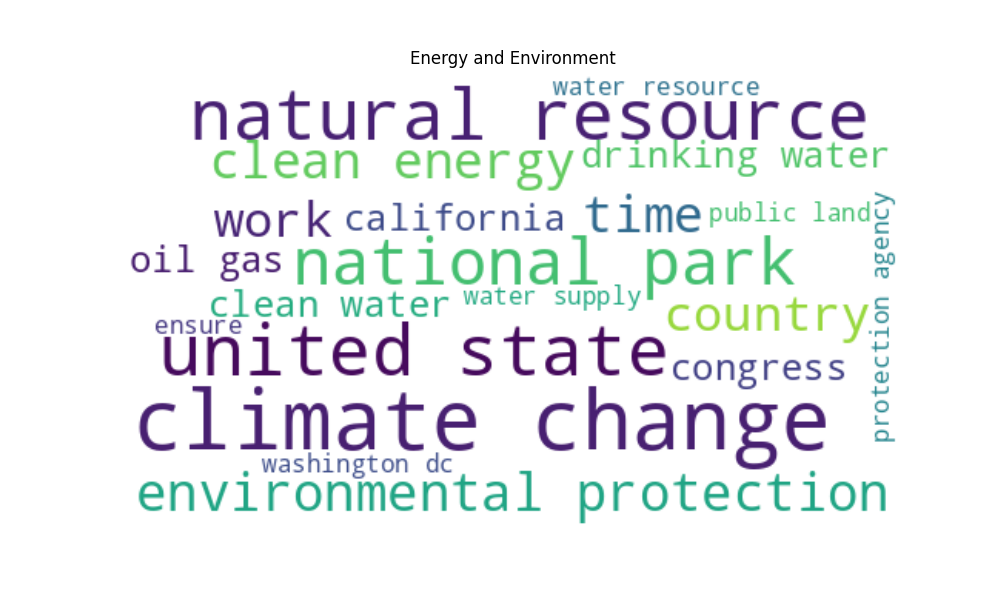 Energy and Environment
water resource
natural resource
clean energy
drinking water
work
california
time
public land
protection agency
oil gas
national park
clean water
water supply
country
ensure
united state
congress
climate change
washington dc
environmental protection